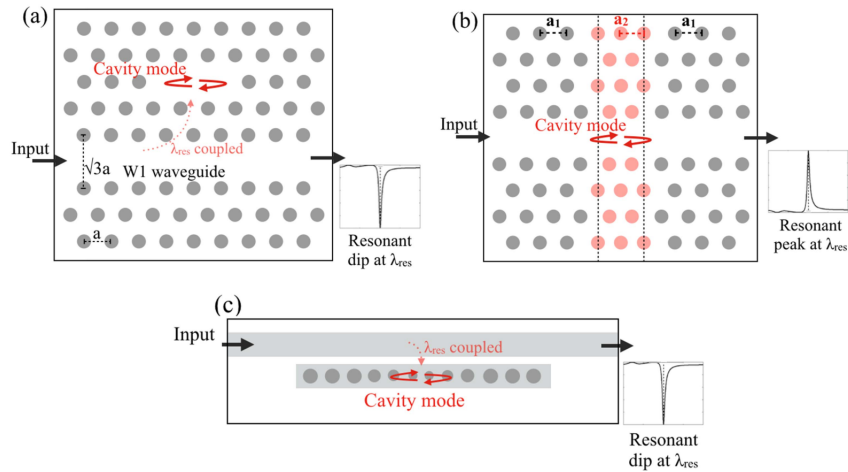 (a)
Cavity mode
λres coupled
Input
√3a
W1 waveguide
a
Resonant
dip at λres
(b)
a1
a2
a1
Input
Cavity mode
Resonant
peak at λres
(c)
Input
λres coupled
Cavity mode
Resonant
dip at λres